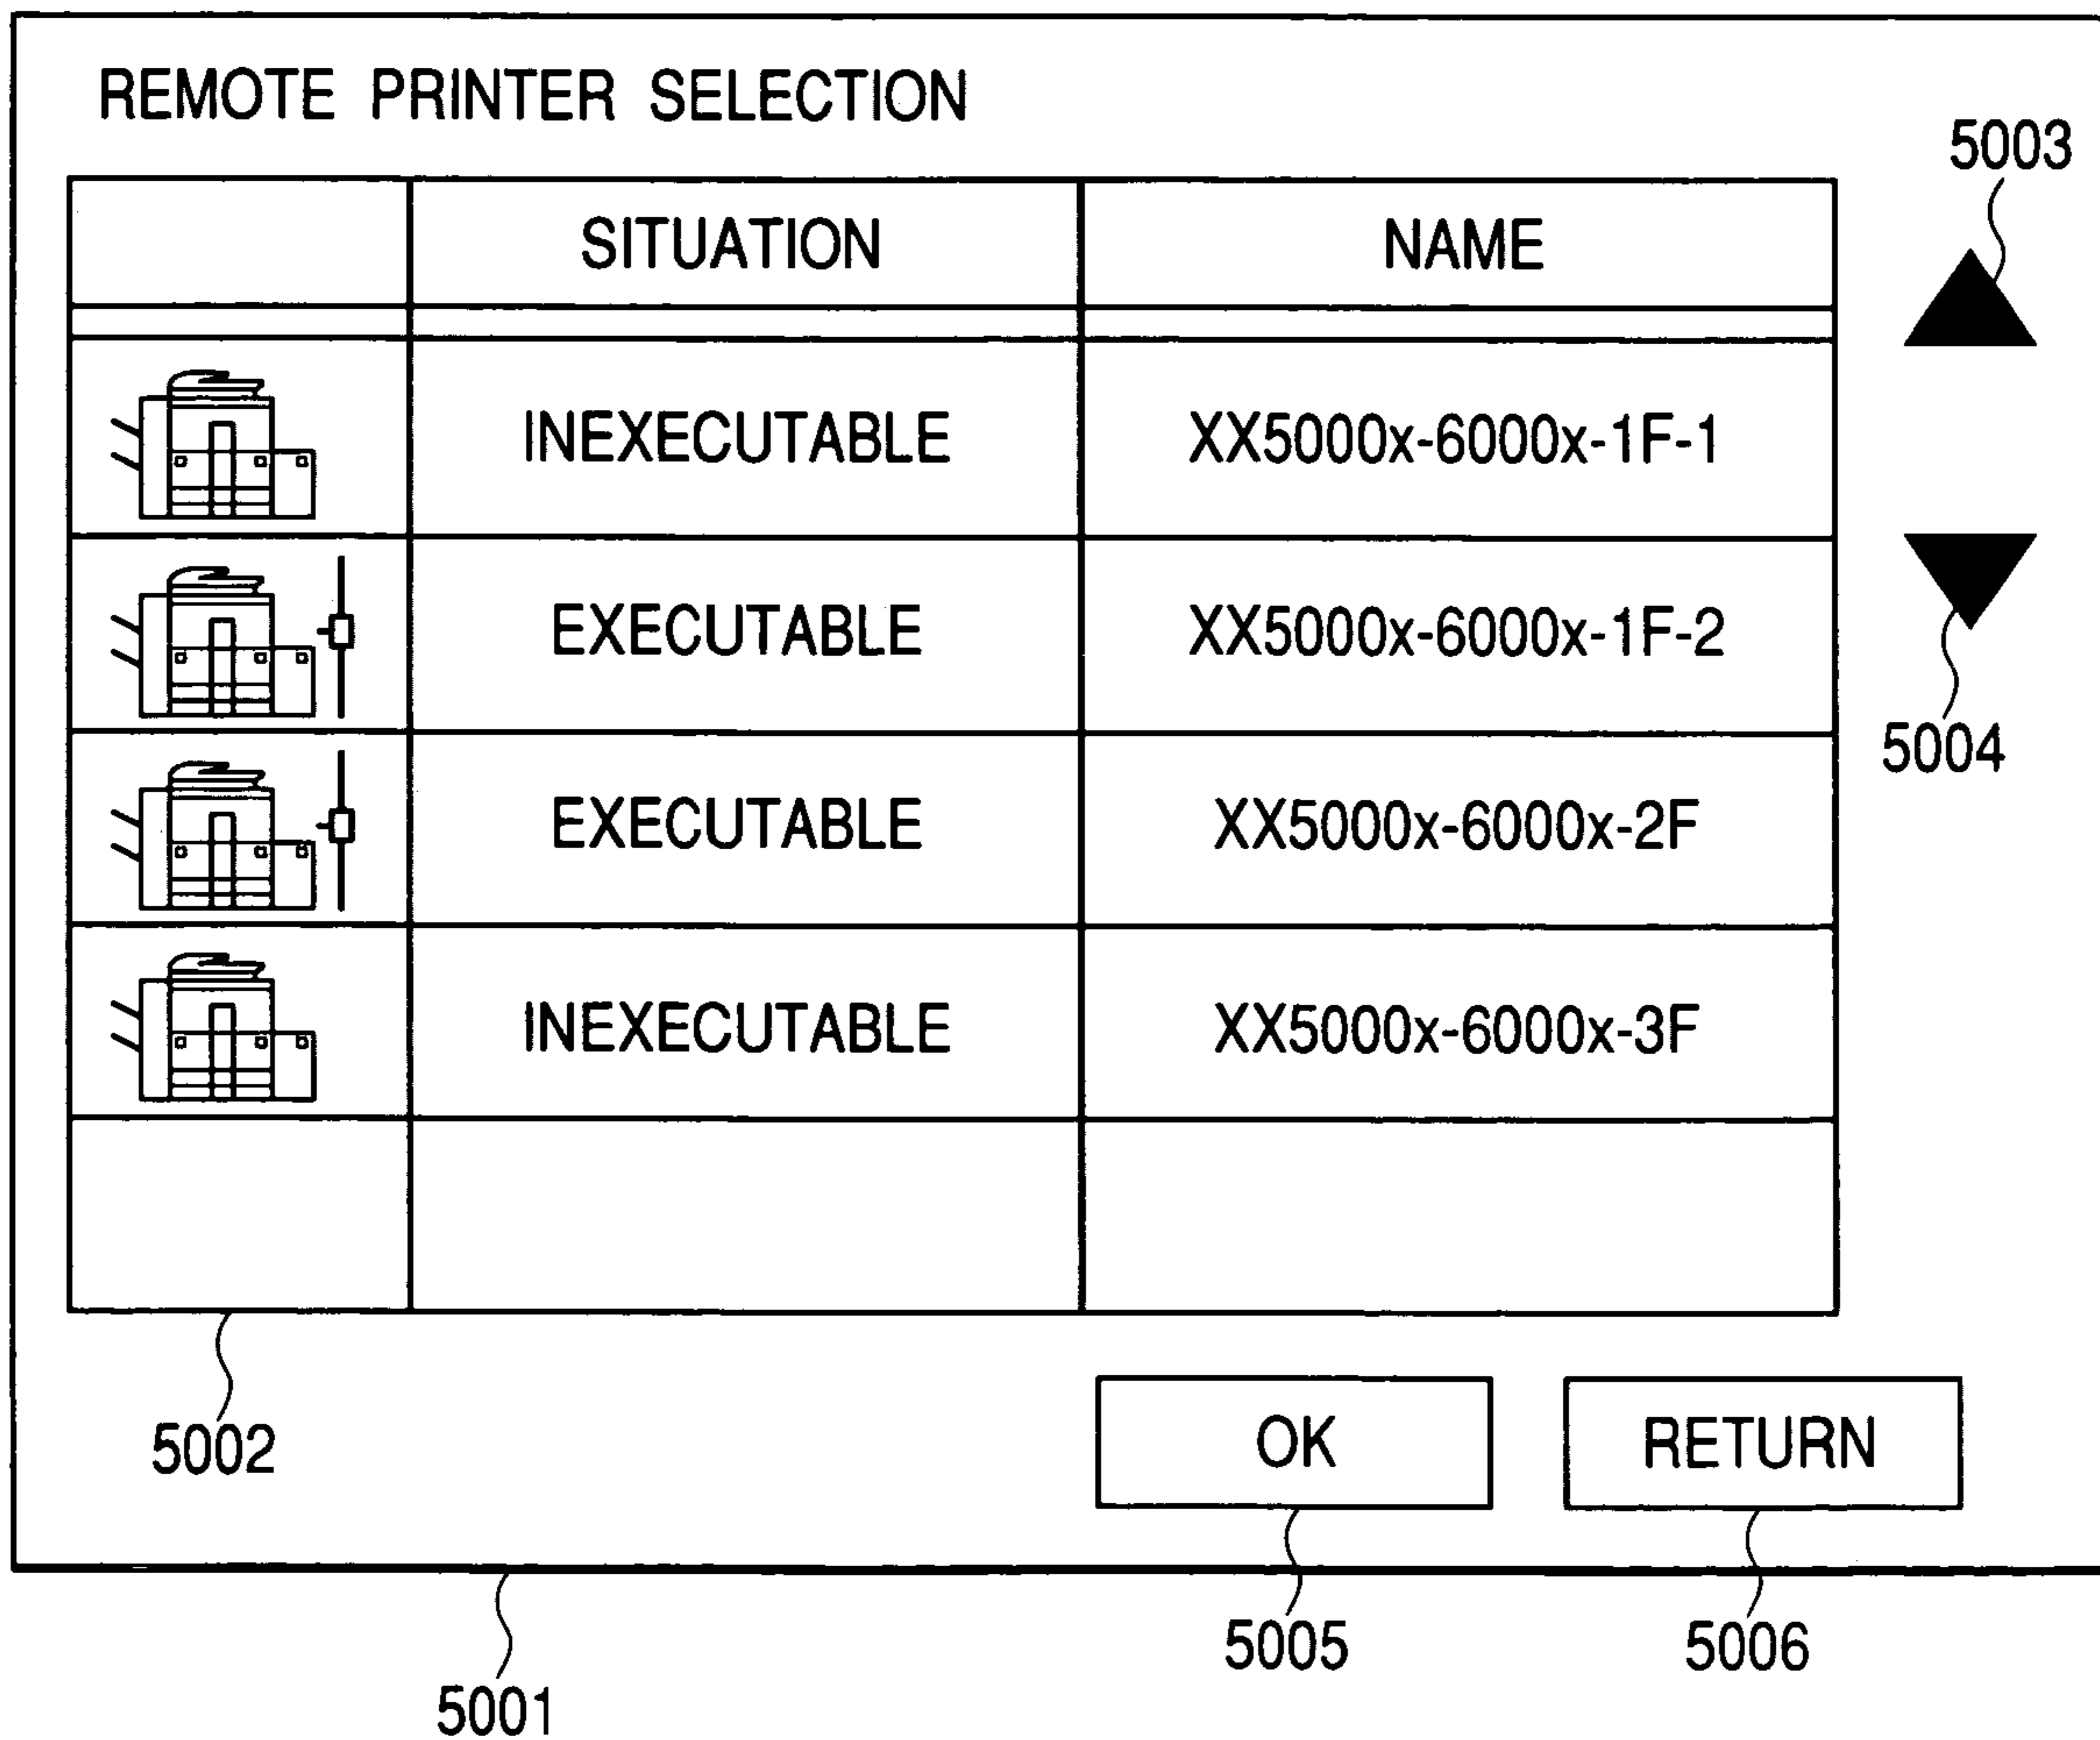 REMOTE PRINTER SELECTION
5003
SITUATION NAME
INEXECUTABLE XX5000x-6000x-1F-1
EXECUTABLE XX5000x-6000x-1F-2
5004
EXECUTABLE XX5000x-6000x-2F
INEXECUTABLE XX5000x-6000x-3F
OK RETURN
5002
5005 5006
5001